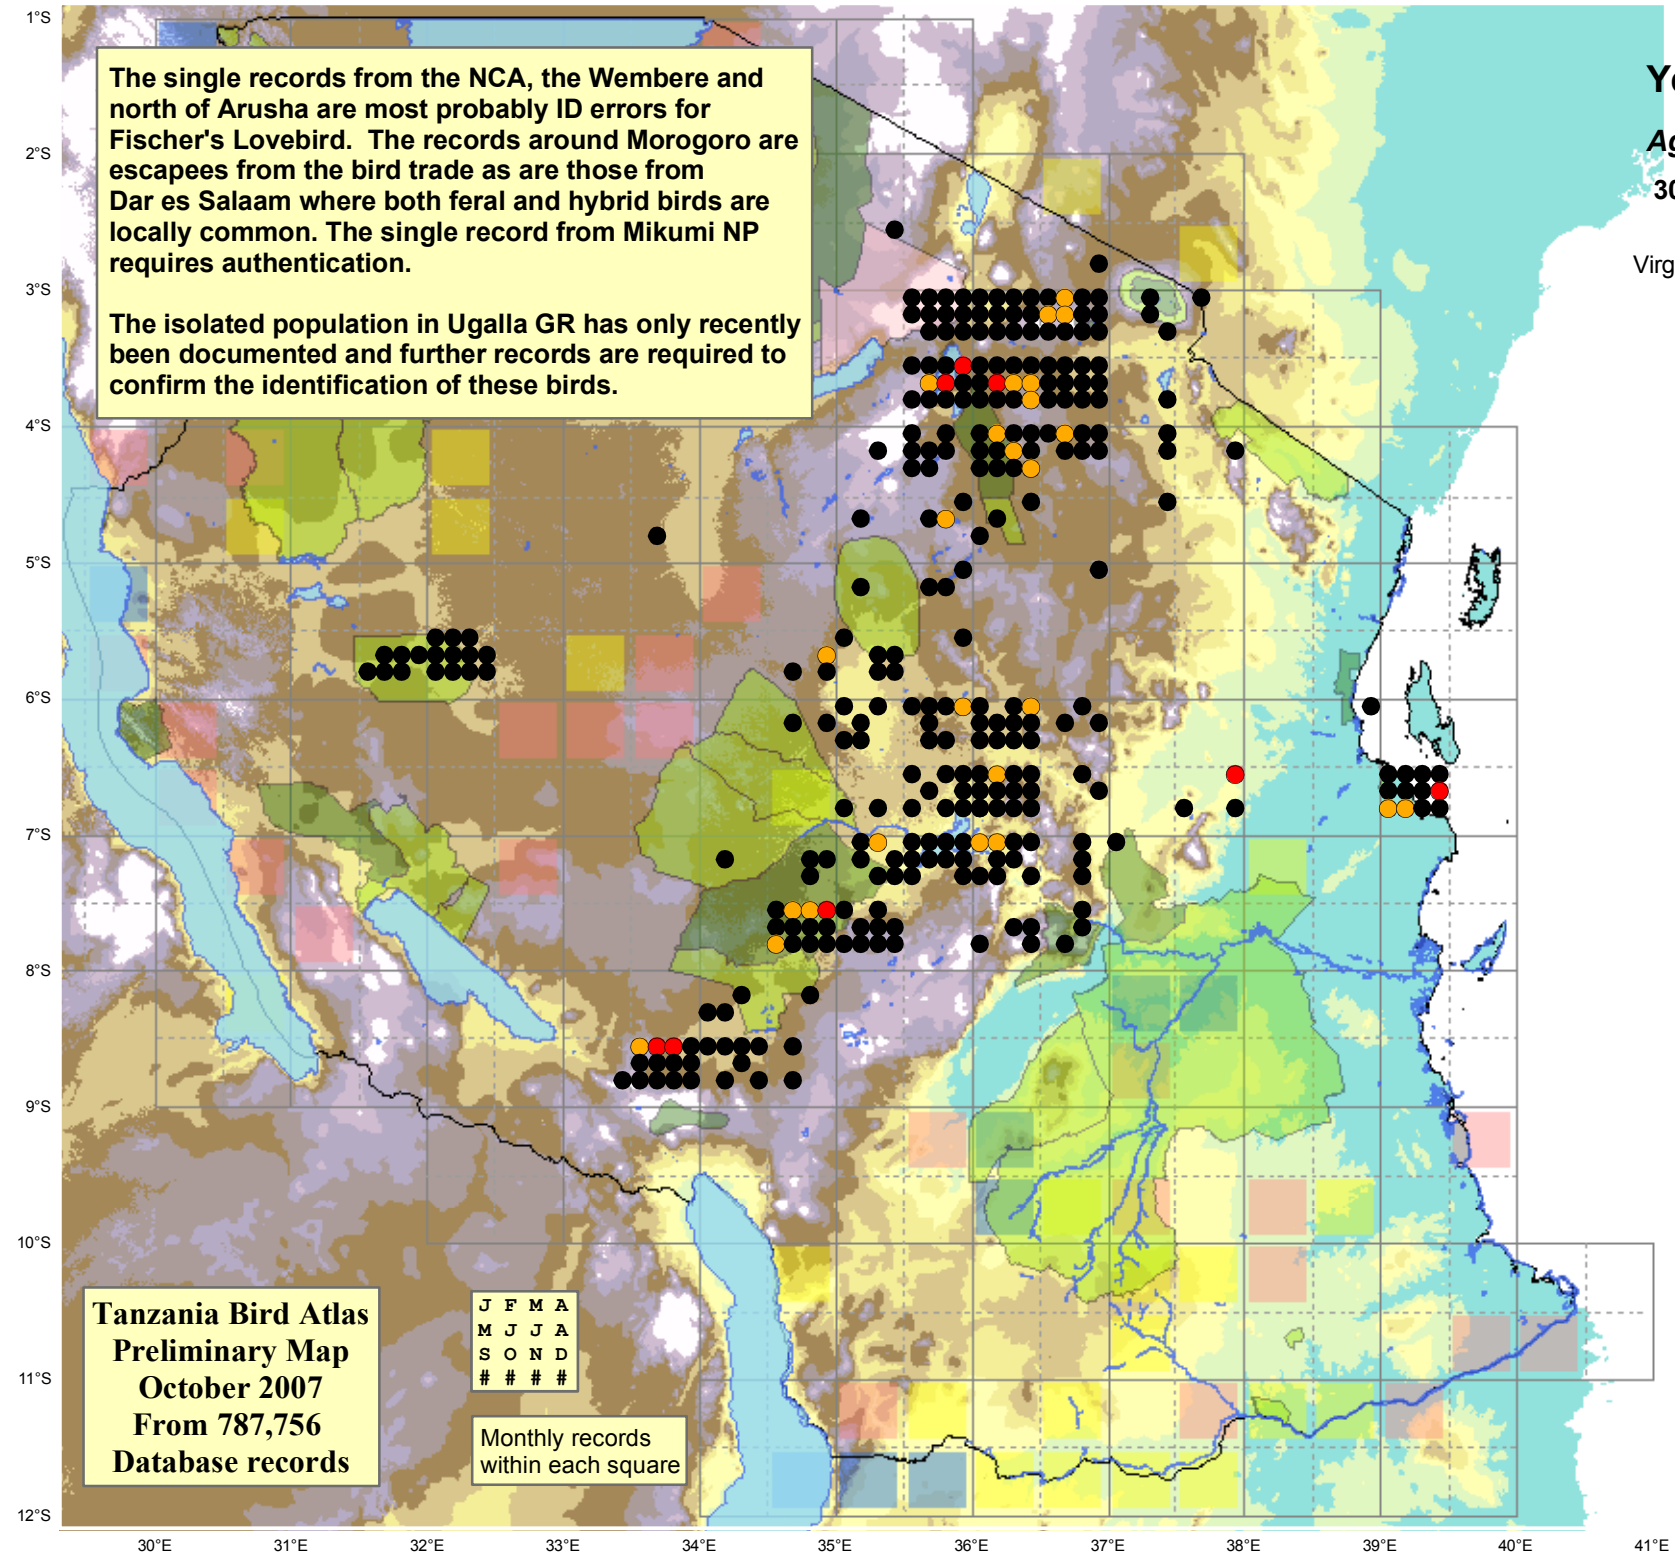 The single records from the NCA, the Wembere and
north of Arusha are most probably ID errors for
Fischer's Lovebird. The records around Morogoro are
escapees from the bird trade as are those from
Dar es Salaam where both feral and hybrid birds are
locally common. The single record from Mikumi NP
requires authentication.
The isolated population in Ugalla GR has only recently
been documented and further records are required to
confirm the identification of these birds.
Ye
Ag
30
Virg
1°S
2°S
3°S
4°S
5°S
6°S
7°S
8°S
9°S
10°S
11°S
12°S
Tanzania Bird Atlas
Preliminary Map
October 2007
From 787,756
Database records
J F M A
M J J A
S O N D
# # # #
Monthly records
within each square
30°E 31°E 32°E 33°E 34°E 35°E 36°E 37°E 38°E 39°E 40°E 41°E